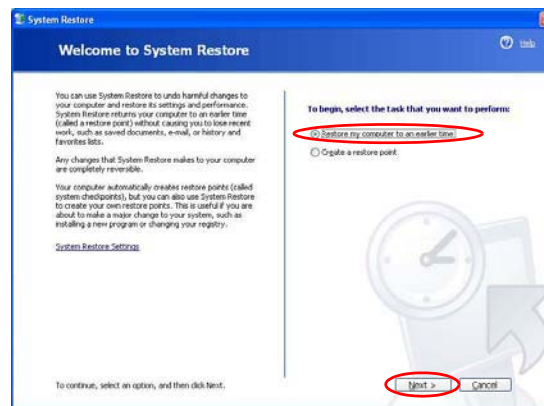 System Restore
Welcome to System Restore
Help
You can use System Restore to undo harmful changes to
your computer and restore its settings and performance.
System Restore returns your computer to an earlier time
(called a restore point) without causing you to lose recent
work, such as saved documents, e-mail, or history and
favorites lists.
Any changes that System Restore makes to your computer
are completely reversible.
Your computer automatically creates restore points (called
system checkpoints), but you can also use System Restore
to create your own restore points. This is useful if you are
about to make a major change to your system, such as
installing a new program or changing your registry.
System Restore Settings
To begin, select the task that you want to perform:
Restore my computer to an earlier time
Create a restore point
To continue, select an option, and then click Next.
Next >
Cancel